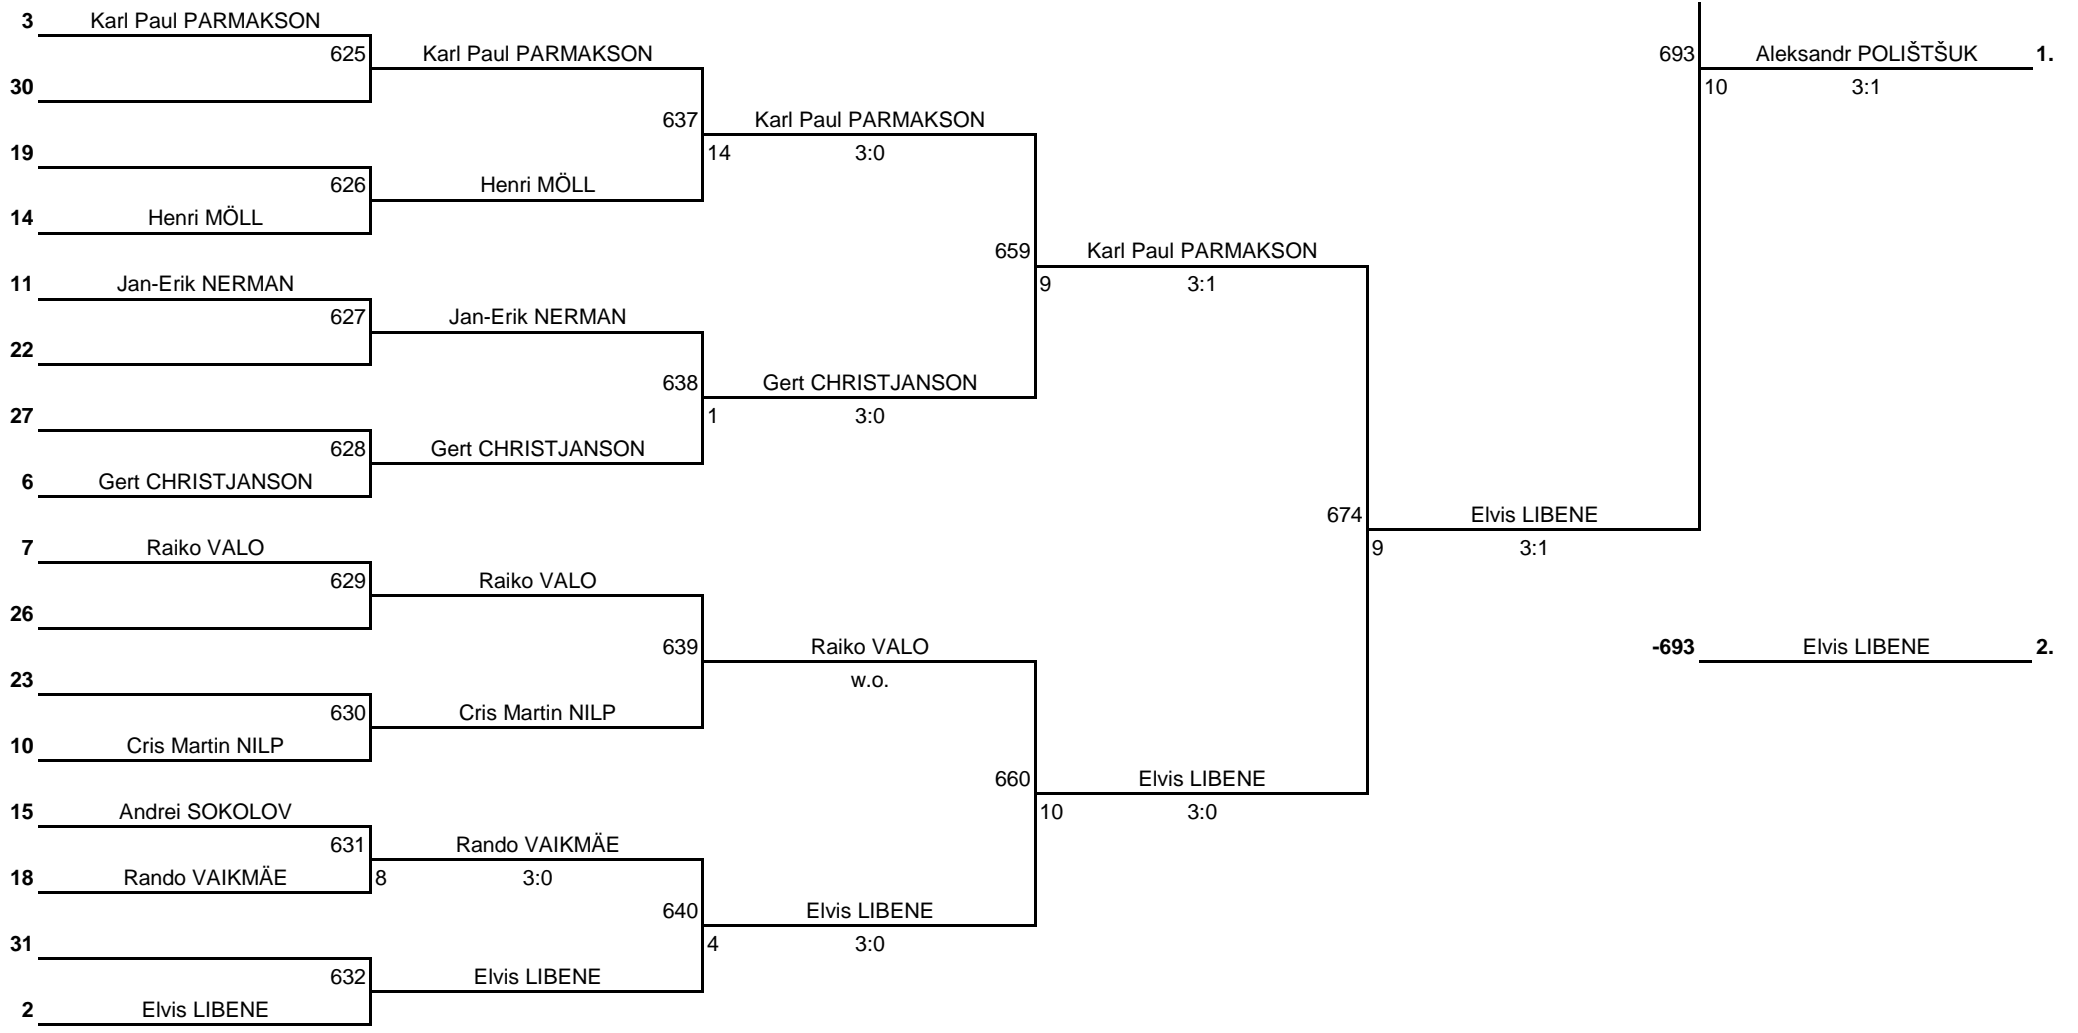 3 Karl Paul PARMAKSON
625 Karl Paul PARMAKSON 693 Aleksandr POLIŠTŠUK 1.
30 10 3:1
637 Karl Paul PARMAKSON
19 14 3:0
626 Henri MÖLL
14 Henri MÖLL
659 Karl Paul PARMAKSON
11 Jan-Erik NERMAN 9 3:1
627 Jan-Erik NERMAN
22
638 Gert CHRISTJANSON
27 1 3:0
628 Gert CHRISTJANSON
6 Gert CHRISTJANSON
674 Elvis LIBENE
7 Raiko VALO 9 3:1
629 Raiko VALO
26
639 Raiko VALO -693 Elvis LIBENE 2.
23 w.o.
630 Cris Martin NILP
10 Cris Martin NILP
660 Elvis LIBENE
15 Andrei SOKOLOV 10 3:0
631 Rando VAIKMÄE
18 Rando VAIKMÄE 8 3:0
640 Elvis LIBENE
31 4 3:0
632 Elvis LIBENE
2 Elvis LIBENE